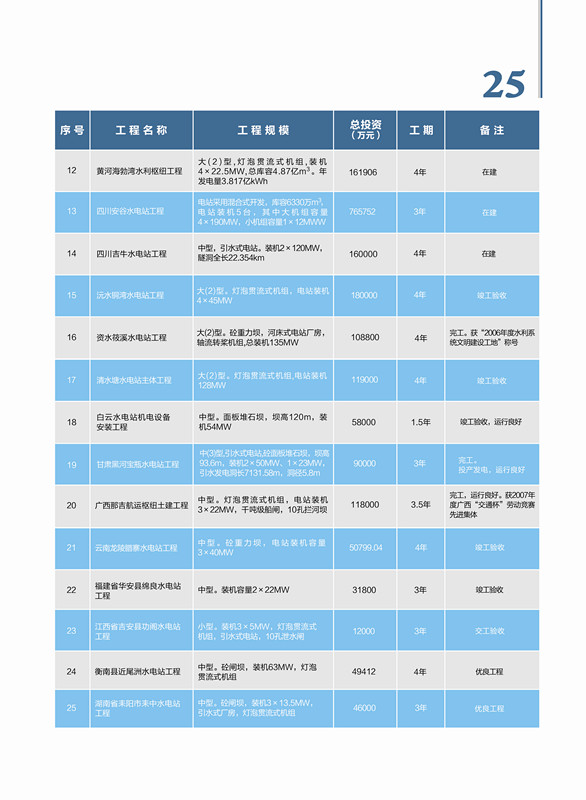 25
序号 工程名称 工程规模 总投资（万元） 工期 备注
12 黄河海勃湾水利枢纽工程 大(2)型,灯泡贯流式机组,装机 161906 4年 在建
4×22.5MW,总库容4.87亿m³。年
发电量3.817亿kWh
13 四川安谷水电站工程 电站采用混合式开发，库容6330万m³, 765752 3年 在建
电站装机5台，其中大机组容量
4×190MW，小机组容量1×12MWW
14 四川吉牛水电站工程 中型，引水式电站。装机2×120MW， 160000 4年 在建
隧洞全长22.354km
15 沅水铜湾水电站工程 大(2)型。灯泡贯流式机组，电站装机 180000 4年 竣工验收
4×45MW
16 资水筱溪水电站工程 大(2)型。砼重力坝，河床式电站厂房， 108800 4年 完工。获“2006年度水利系
轴流转桨机组,总装机135MW 统文明建设工地”称号
17 清水塘水电站主体工程 大(2)型。灯泡贯流式机组,电站装机 119000 4年 竣工验收
128MW
18 白云水电站机电设备 中型。面板堆石坝，坝高120m，装 58000 1.5年 竣工验收，运行良好
安装工程 机54MW
19 甘肃黑河宝瓶水电站工程 中(3)型,引水式电站,砼面板堆石坝，坝高 90000 3年 完工，
93.6m，装机2×50MW、1×23MW， 投产发电，运行良好
引水发电洞长7131.58m，洞径5.8m
20 广西那吉航运枢纽土建工程 中型。灯泡贯流式机组，电站装机 118000 3.5年 完工，运行良好。获2007年
3×22MW，千吨级船闸，10孔拦河坝 度广西“交通杯”劳动竞赛
先进集体
21 云南龙陵腊寨水电站工程 中型。砼重力坝，电站装机容量 50799.04 4年 竣工验收
3×40MW
22 福建省华安县绵良水电站 中型。装机容量2×22MW 31800 3年 竣工验收
工程
23 江西省吉安县功阁水电站 小型。装机3×5MW，灯泡贯流式 12000 3年 交工验收
工程 机组，引水式电站，10孔泄水闸
24 衡南县近尾洲水电站工程 中型。砼闸坝，装机63MW，灯泡 49412 4年 优良工程
贯流式机组
25 湖南省耒阳市耒中水电站 中型。砼闸坝，装机3×13.5MW， 46000 3年 优良工程
工程 引水式厂房，灯泡贯流式机组